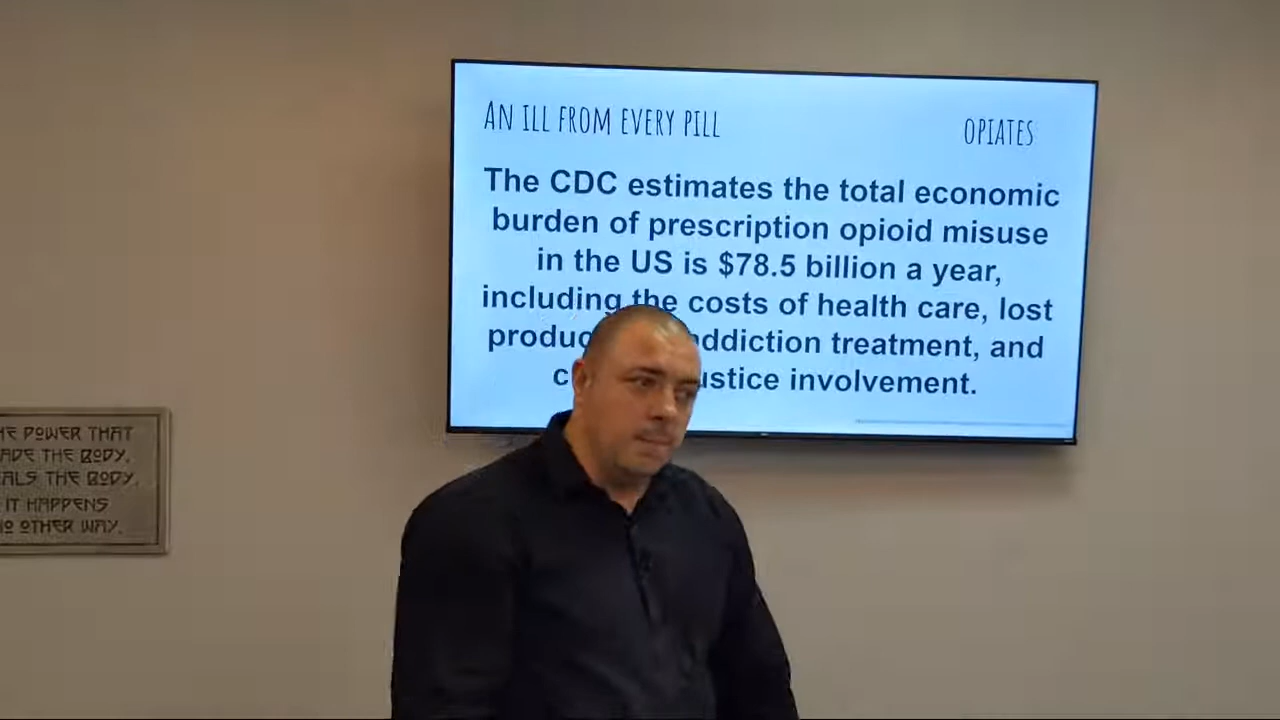 AN ILL FROM EVERY PILL
OPIATES
The CDC estimates the total economic
burden of prescription opioid misuse
in the US is $78.5 billion a year,
including the costs of health care, lost
addiction treatment, and
justice involvement.
POWER THAT
THE BODY,
THE BODY,
IT HAPPENS
OTHER WAY.